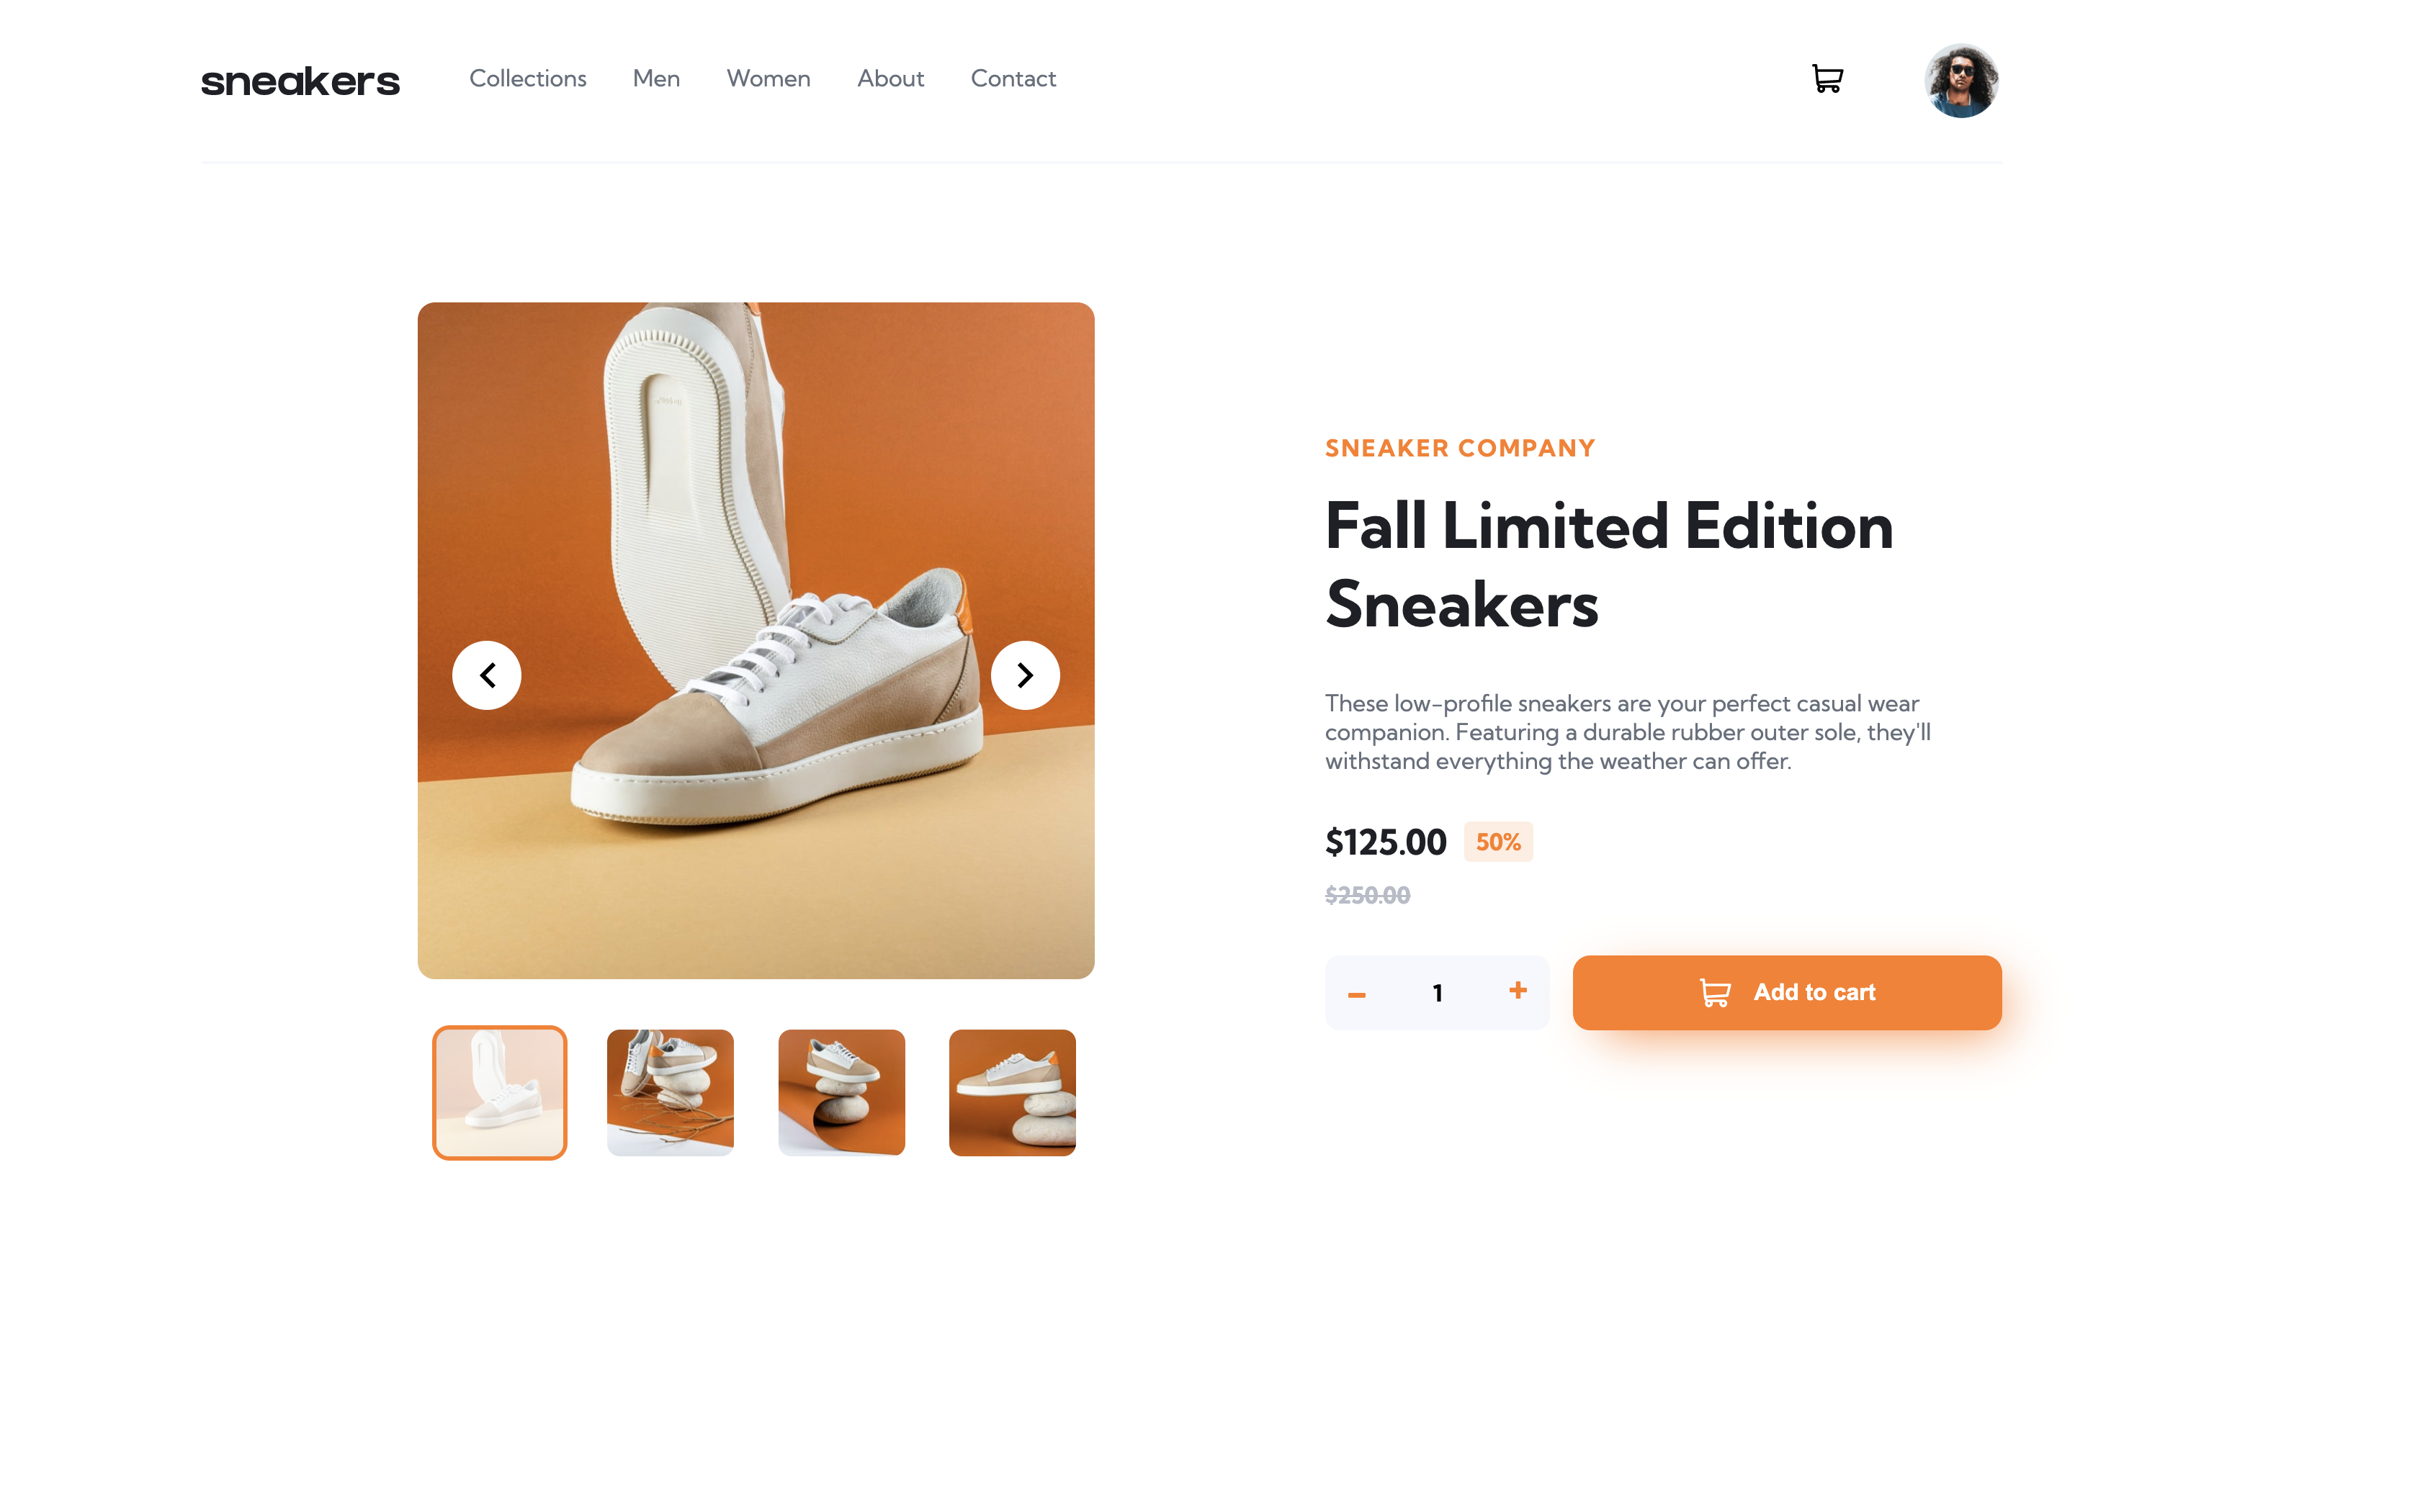 sneakers
Collections
Men
Women
About
Contact
SNEAKER COMPANY
Fall Limited Edition
Sneakers
These low-profile sneakers are your perfect casual wear
companion. Featuring a durable rubber outer sole, they'll
withstand everything the weather can offer.
$125.00
50%
$250.00
1
Add to cart